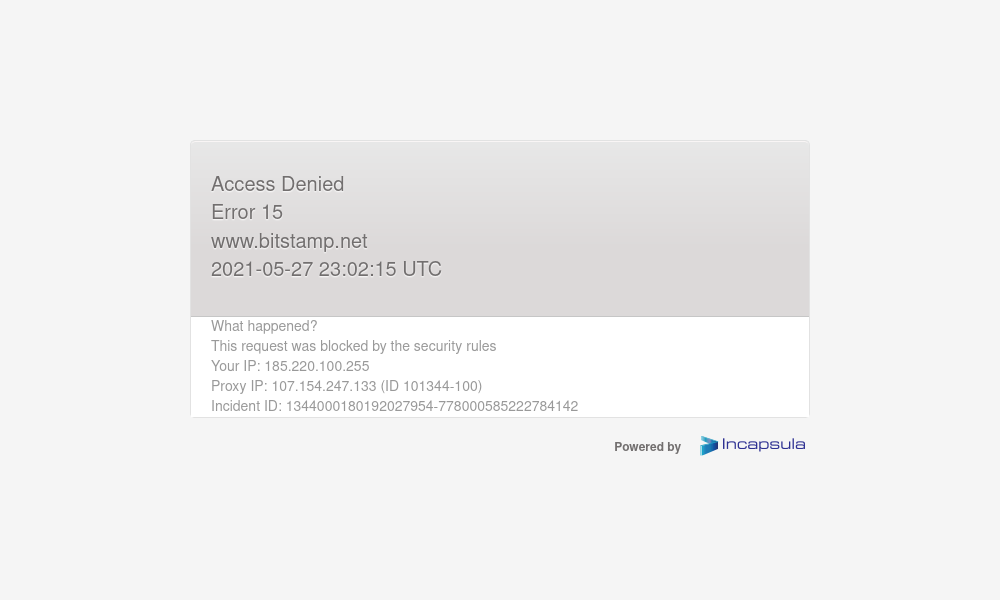 Access Denied
Error 15
www.bitstamp.net
2021-05-27 23:02:15 UTC
What happened?
This request was blocked by the security rules
Your IP: 185.220.100.255
Proxy IP: 107.154.247.133 (ID 101344-100)
Incident ID: 1344000180192027954-778000585222784142
Powered by Incapsula